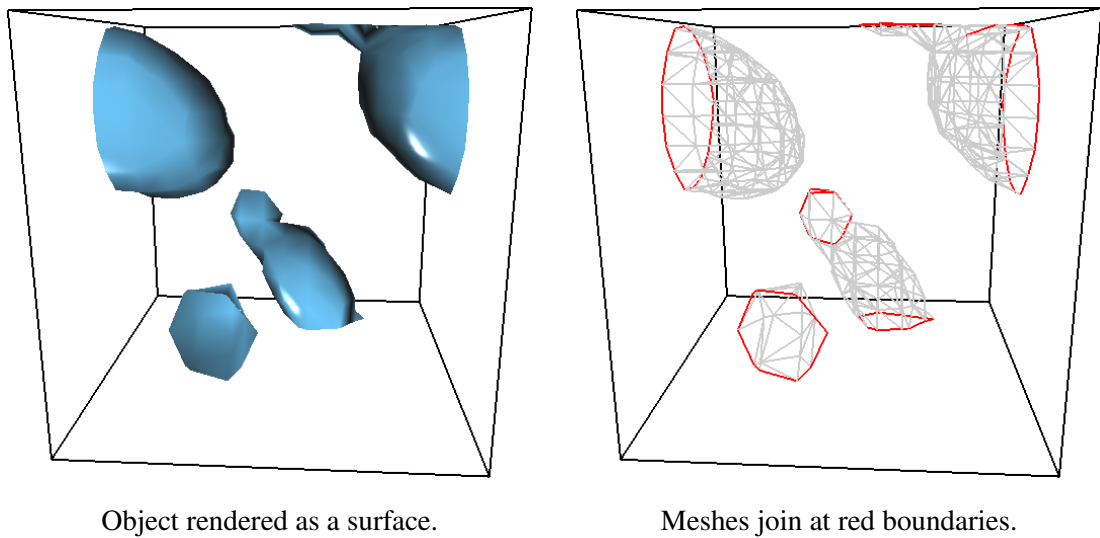 Object rendered as a surface.
Meshes join at red boundaries.